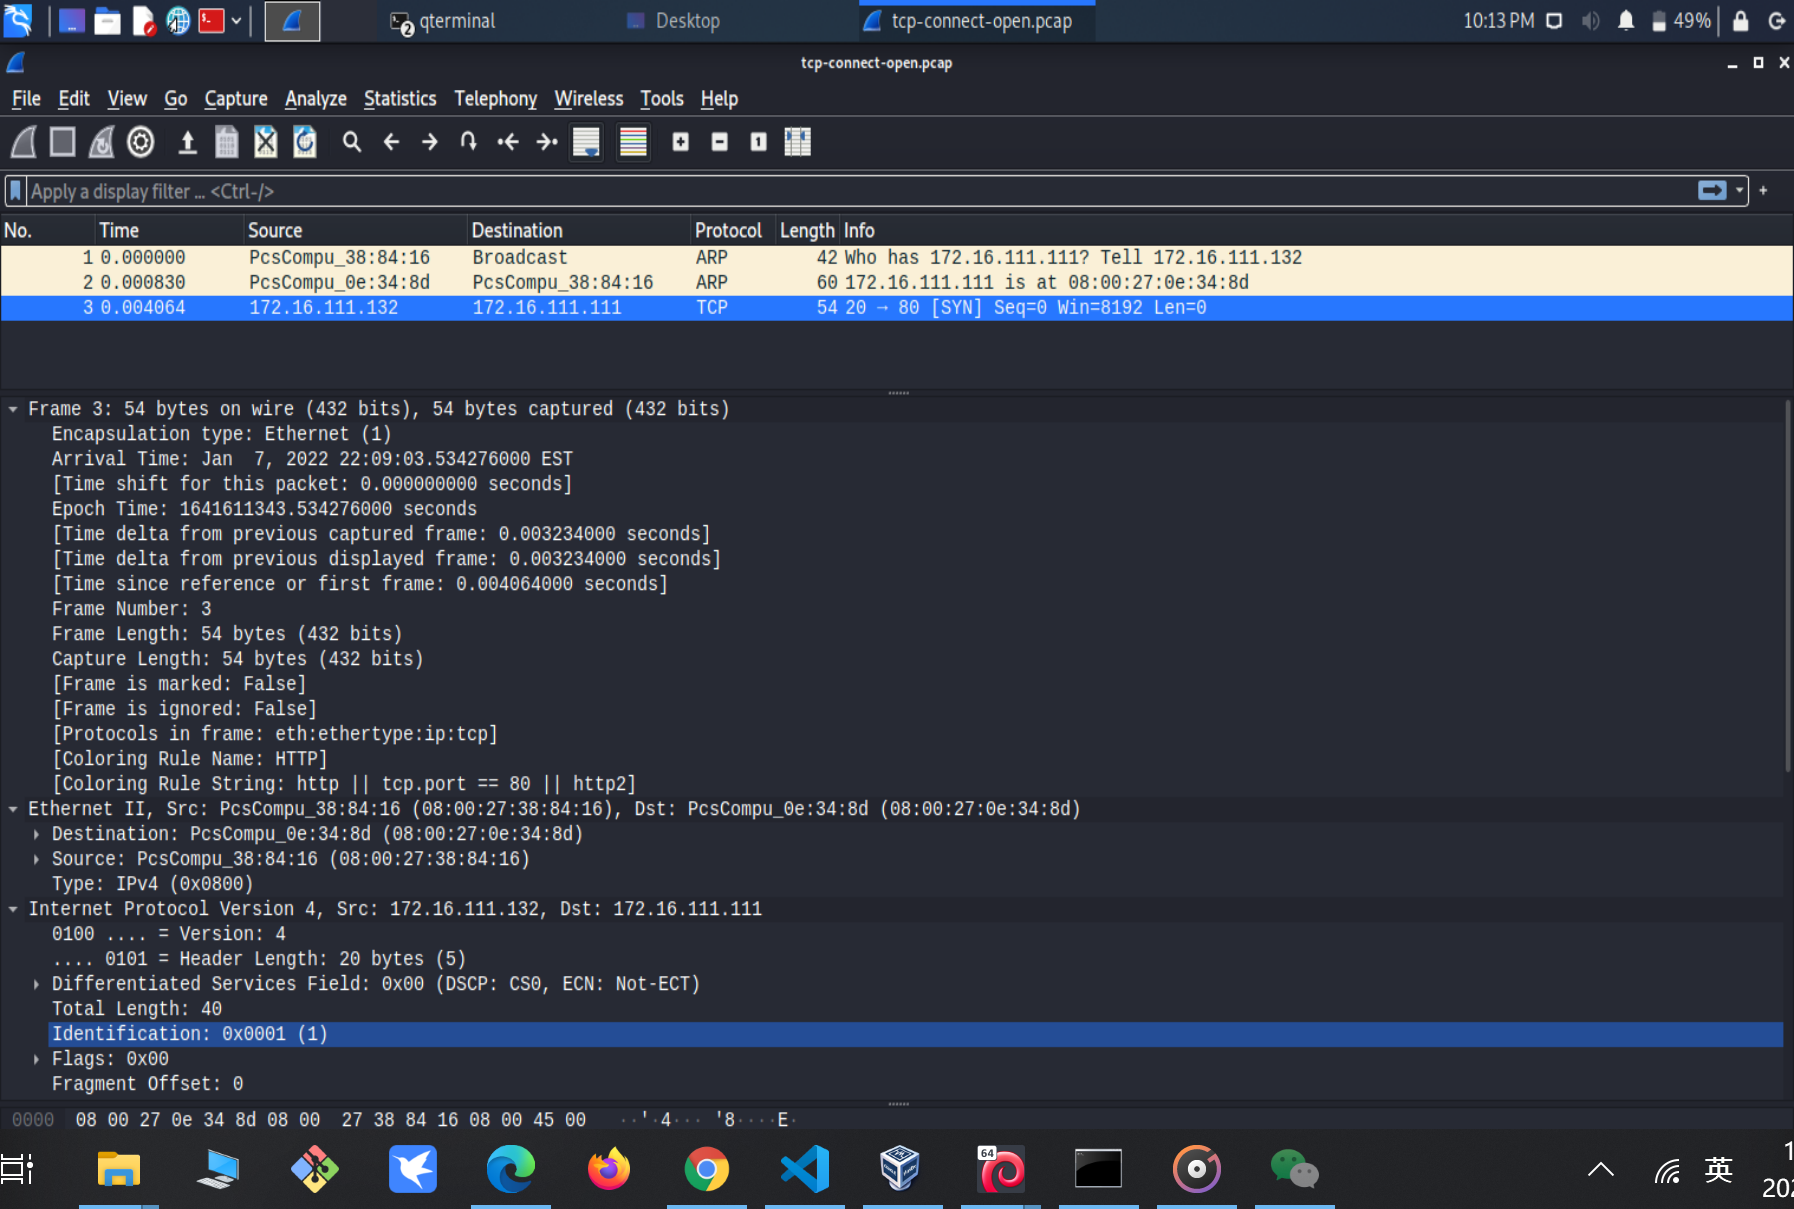 2 qterminal Desktop tcp-connect-open.pcap 10:13 PM 49%
tcp-connect-open.pcap
File Edit View Go Capture Analyze Statistics Telephony Wireless Tools Help
Apply a display filter ... <Ctrl-/>
No. Time Source Destination Protocol Length Info
1 0.000000 PcsCompu_38:84:16 Broadcast ARP 42 Who has 172.16.111.111? Tell 172.16.111.132
2 0.000830 PcsCompu_0e:34:8d PcsCompu_38:84:16 ARP 60 172.16.111.111 is at 08:00:27:0e:34:8d
3 0.004064 172.16.111.132 172.16.111.111 TCP 54 20 → 80 [SYN] Seq=0 Win=8192 Len=0
Frame 3: 54 bytes on wire (432 bits), 54 bytes captured (432 bits)
Encapsulation type: Ethernet (1)
Arrival Time: Jan  7, 2022 22:09:03.534276000 EST
[Time shift for this packet: 0.000000000 seconds]
Epoch Time: 1641611343.534276000 seconds
[Time delta from previous captured frame: 0.003234000 seconds]
[Time delta from previous displayed frame: 0.003234000 seconds]
[Time since reference or first frame: 0.004064000 seconds]
Frame Number: 3
Frame Length: 54 bytes (432 bits)
Capture Length: 54 bytes (432 bits)
[Frame is marked: False]
[Frame is ignored: False]
[Protocols in frame: eth:ethertype:ip:tcp]
[Coloring Rule Name: HTTP]
[Coloring Rule String: http || tcp.port == 80 || http2]
Ethernet II, Src: PcsCompu_38:84:16 (08:00:27:38:84:16), Dst: PcsCompu_0e:34:8d (08:00:27:0e:34:8d)
Destination: PcsCompu_0e:34:8d (08:00:27:0e:34:8d)
Source: PcsCompu_38:84:16 (08:00:27:38:84:16)
Type: IPv4 (0x0800)
Internet Protocol Version 4, Src: 172.16.111.132, Dst: 172.16.111.111
0100 .... = Version: 4
.... 0101 = Header Length: 20 bytes (5)
Differentiated Services Field: 0x00 (DSCP: CS0, ECN: Not-ECT)
Total Length: 40
Identification: 0x0001 (1)
Flags: 0x00
Fragment Offset: 0
0000 08 00 27 0e 34 8d 08 00 27 38 84 16 08 00 45 00 ··'·4··· '8····E·
64 英